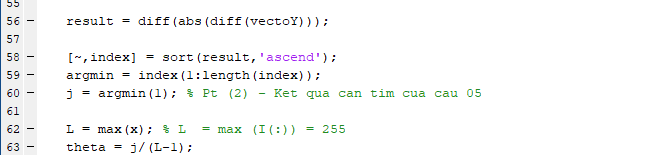 55
56 - result = diff(abs(diff(vectoY)));
57
58 - [~,index] = sort(result,'ascend');
59 - argmin = index(1:length(index));
60 - j = argmin(1); % Pt (2) - Ket qua can tim cua cau 05
61
62 - L = max(x); % L  = max (I(:)) = 255
63 - theta = j/(L-1);